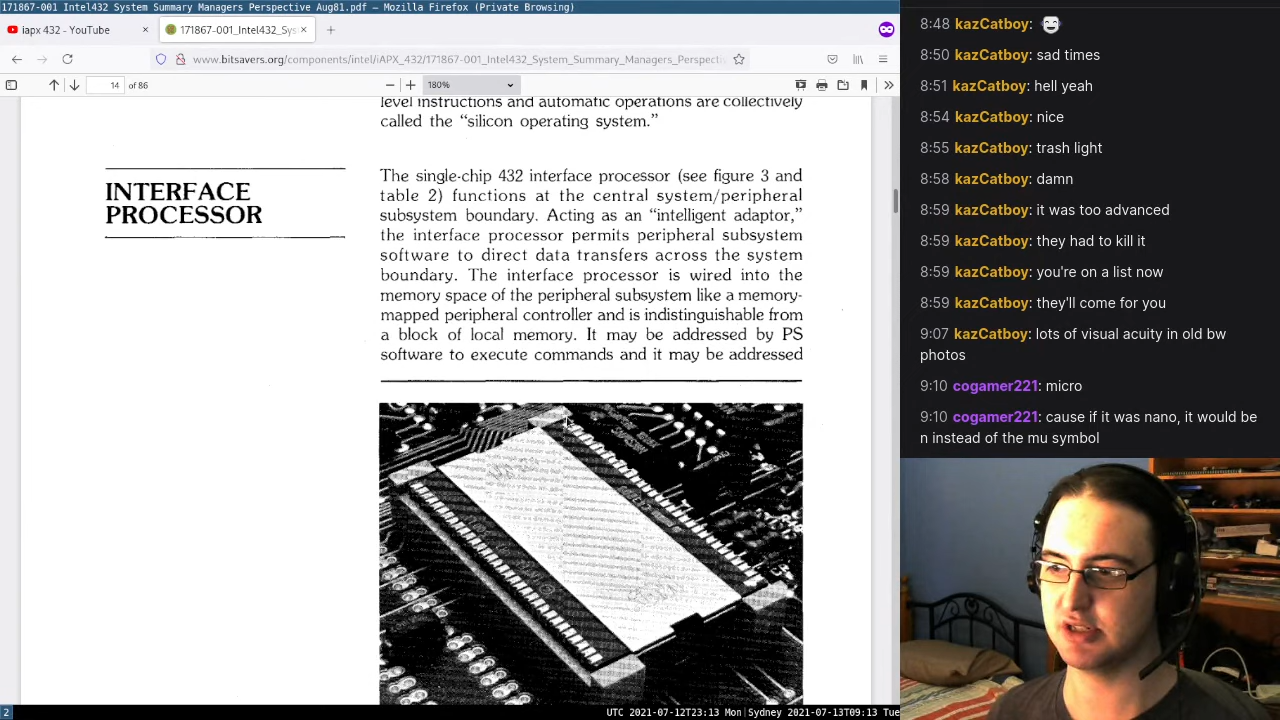 171867-001 Intel432 System Summary Managers Perspective Aug81.pdf — Mozilla Firefox (Private Browsing)
iapx 432 - YouTube
171867-001_Intel432_Sys
www.bitsavers.org/components/intel/iAPX_432/171867-001_Intel432_System_Summary_Managers_Perspecti
14 of 86
180%
level instructions and automatic operations are collectively
called the “silicon operating system.”
INTERFACE
PROCESSOR
The single-chip 432 interface processor (see figure 3 and
table 2) functions at the central system/peripheral
subsystem boundary. Acting as an “intelligent adaptor,”
the interface processor permits peripheral subsystem
software to direct data transfers across the system
boundary. The interface processor is wired into the
memory space of the peripheral subsystem like a memory-
mapped peripheral controller and is indistinguishable from
a block of local memory. It may be addressed by PS
software to execute commands and it may be addressed
8:48 kazCatboy:
8:50 kazCatboy: sad times
8:51 kazCatboy: hell yeah
8:54 kazCatboy: nice
8:55 kazCatboy: trash light
8:58 kazCatboy: damn
8:59 kazCatboy: it was too advanced
8:59 kazCatboy: they had to kill it
8:59 kazCatboy: you're on a list now
8:59 kazCatboy: they'll come for you
9:07 kazCatboy: lots of visual acuity in old bw
photos
9:10 cogamer221: micro
9:10 cogamer221: cause if it was nano, it would be
n instead of the mu symbol
2
UTC 2021-07-12T23:13 Mon Sydney 2021-07-13T09:13 Tue